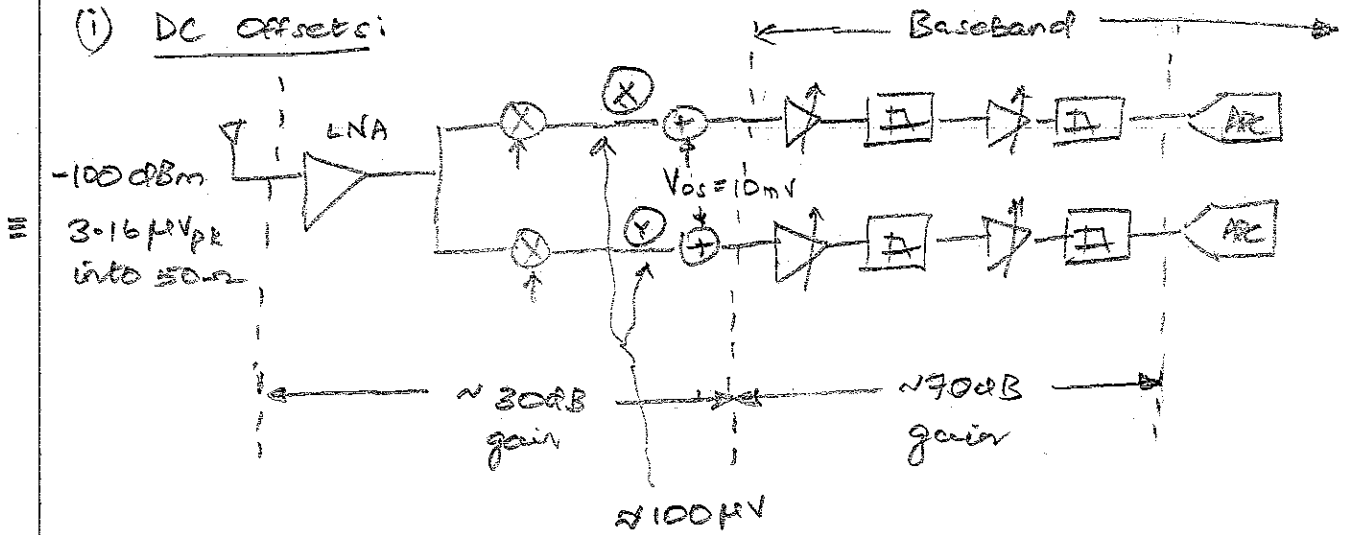 (i) DC Offsets:
Baseband
LNA
X
-100 dBm
3.16 µVpk
into 50Ω
Vos = 10mV
Y
ADC
ADC
~30dB
gain
~70dB
gain
≈100µV